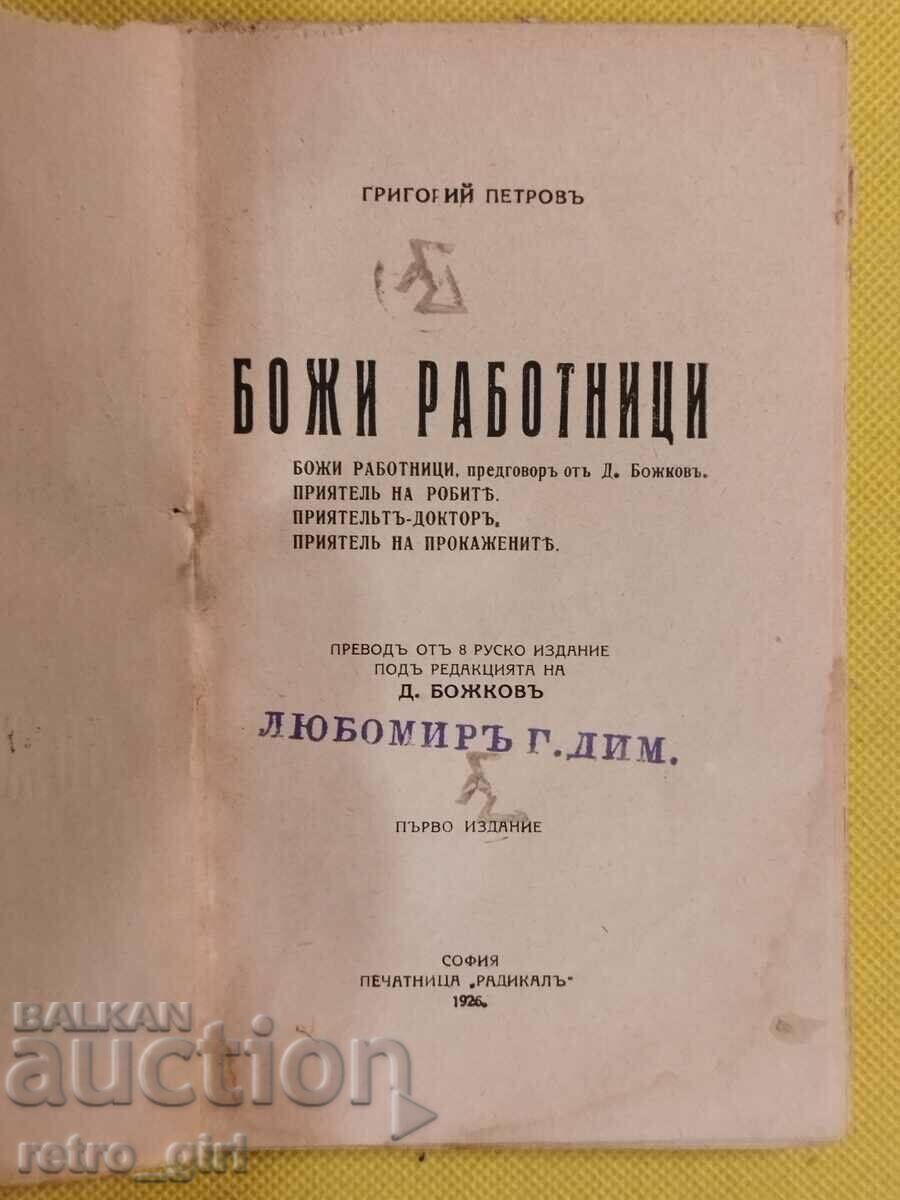 ГРИГОРИЙ ПЕТРОВЪ
БОЖИ РАБОТНИЦИ
БОЖИ РАБОТНИЦИ, предговоръ отъ Д. Божковъ.
ПРИЯТЕЛЬ НА РОБИТѢ.
ПРИЯТЕЛЬТЪ-ДОКТОРЪ.
ПРИЯТЕЛЬ НА ПРОКАЖЕНИТѢ.
ПРЕВОДЪ ОТЪ 8 РУСКО ИЗДАНИЕ
ПОДЪ РЕДАКЦИЯТА НА
Д. БОЖКОВЪ
ЛЮБОМИРЪ Г. ДИМ.
ПЪРВО ИЗДАНИЕ
СОФИЯ
ПЕЧАТНИЦА „РАДИКАЛЪ“
1926.
BALKAN
auction
retro_girl